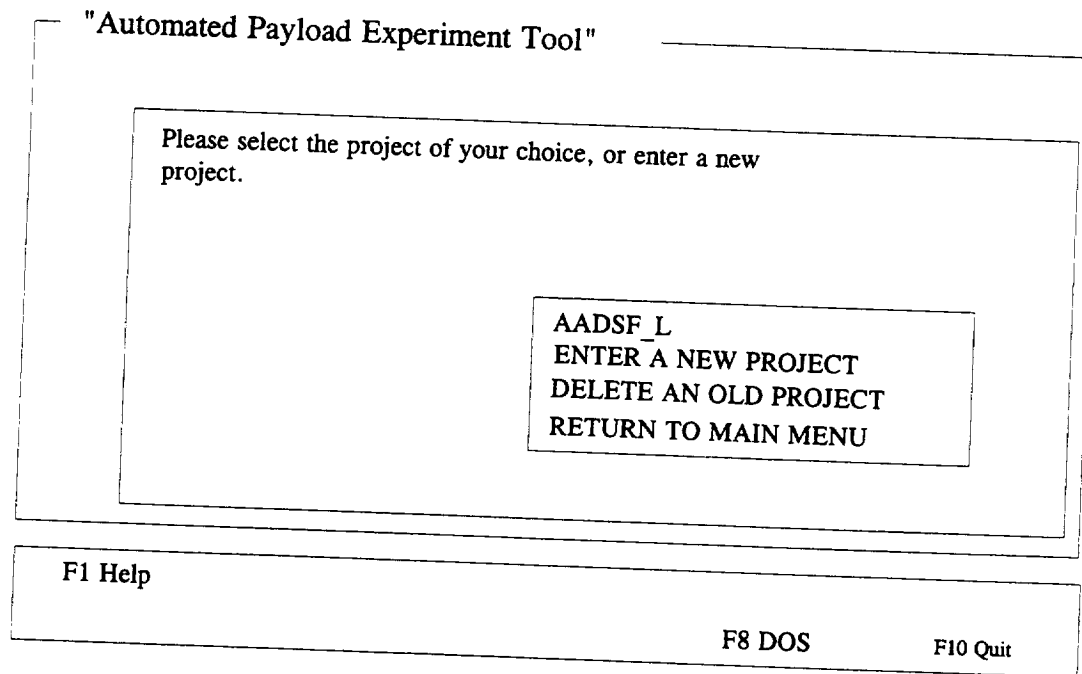 "Automated Payload Experiment Tool"
Please select the project of your choice, or enter a new
project.
AADSF_L
ENTER A NEW PROJECT
DELETE AN OLD PROJECT
RETURN TO MAIN MENU
F1 Help
F8 DOS
F10 Quit